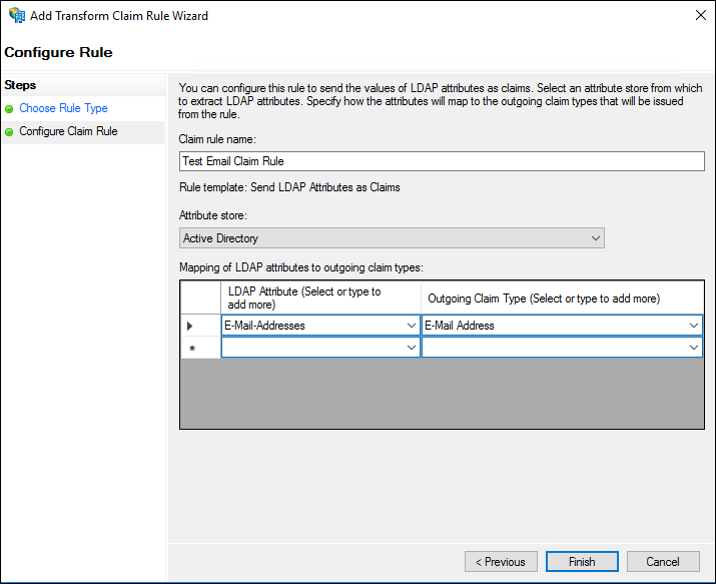 Add Transform Claim Rule Wizard
Configure Rule
Steps
Choose Rule Type
Configure Claim Rule
You can configure this rule to send the values of LDAP attributes as claims. Select an attribute store from which
to extract LDAP attributes. Specify how the attributes will map to the outgoing claim types that will be issued
from the rule.
Claim rule name:
Test Email Claim Rule
Rule template: Send LDAP Attributes as Claims
Attribute store:
Active Directory
Mapping of LDAP attributes to outgoing claim types:
LDAP Attribute (Select or type to
add more)
Outgoing Claim Type (Select or type to add more)
E-Mail-Addresses
E-Mail Address
*
< Previous
Finish
Cancel